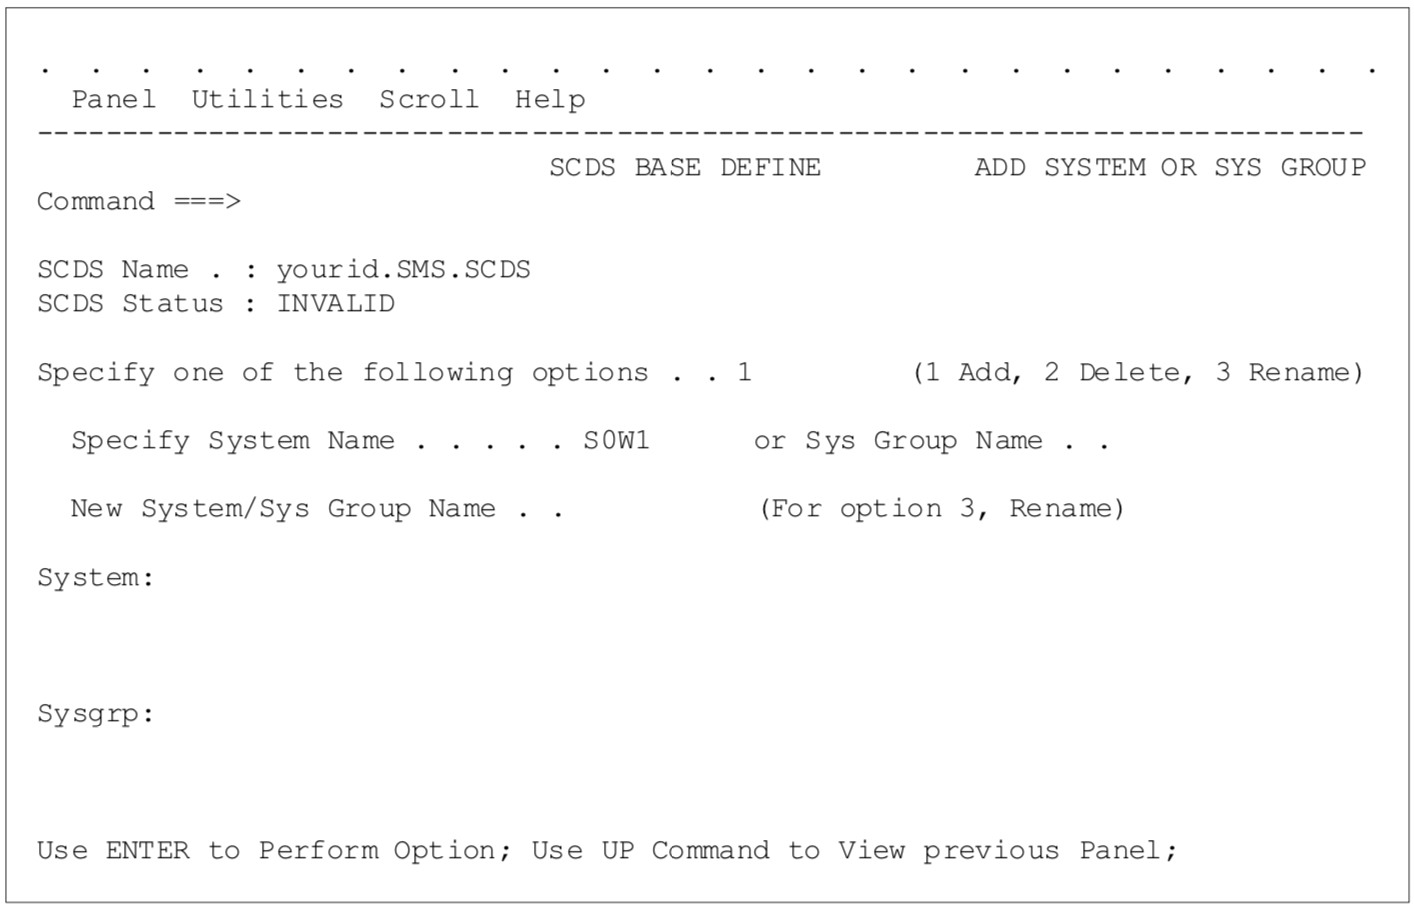 . . . . . . . . . . . . . . . . . . . . . . . . . . .
Panel Utilities Scroll Help
------------------------------------------------------------------------------
SCDS BASE DEFINE ADD SYSTEM OR SYS GROUP
Command ===>
SCDS Name . : yourid.SMS.SCDS
SCDS Status : INVALID
Specify one of the following options . . 1 (1 Add, 2 Delete, 3 Rename)
Specify System Name . . . . . S0W1 or Sys Group Name . .
New System/Sys Group Name . . (For option 3, Rename)
System:
Sysgrp:
Use ENTER to Perform Option; Use UP Command to View previous Panel;